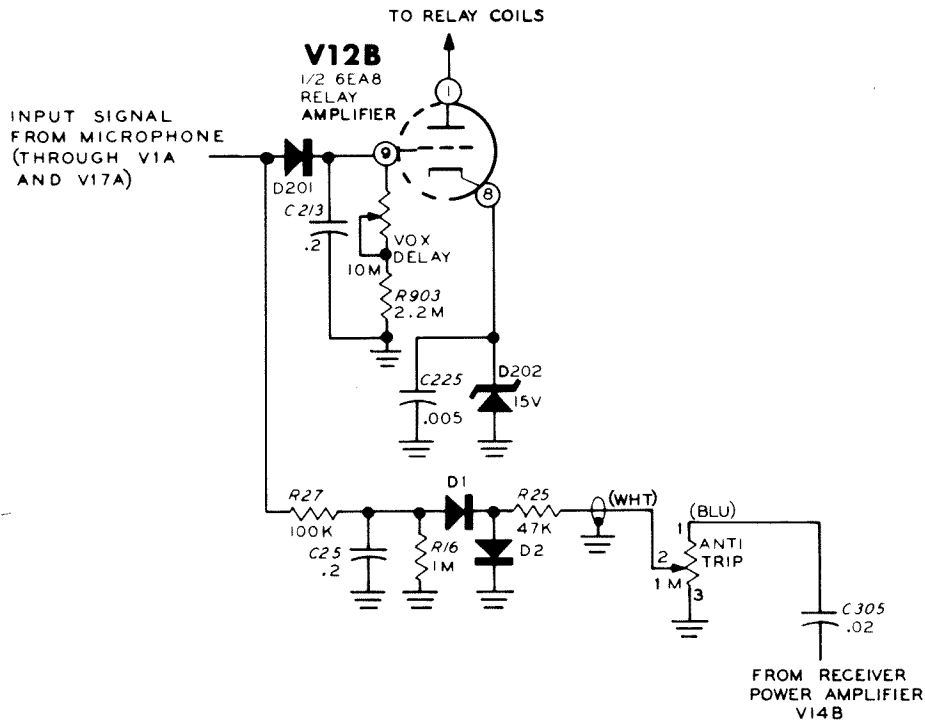 TO RELAY COILS
V12B
1/2 6EA8
RELAY
AMPLIFIER
1
INPUT SIGNAL
FROM MICROPHONE
(THROUGH V1A
AND V17A)
9
D201
8
C213
.2
VOX
DELAY
10M
R903
2.2M
C225
.005
D202
15V
R27
100K
C25
.2
R16
1M
D1
R25
47K
D2
(WHT)
(BLU)
1
ANTI
TRIP
2
1M
3
C305
.02
FROM RECEIVER
POWER AMPLIFIER
V14B